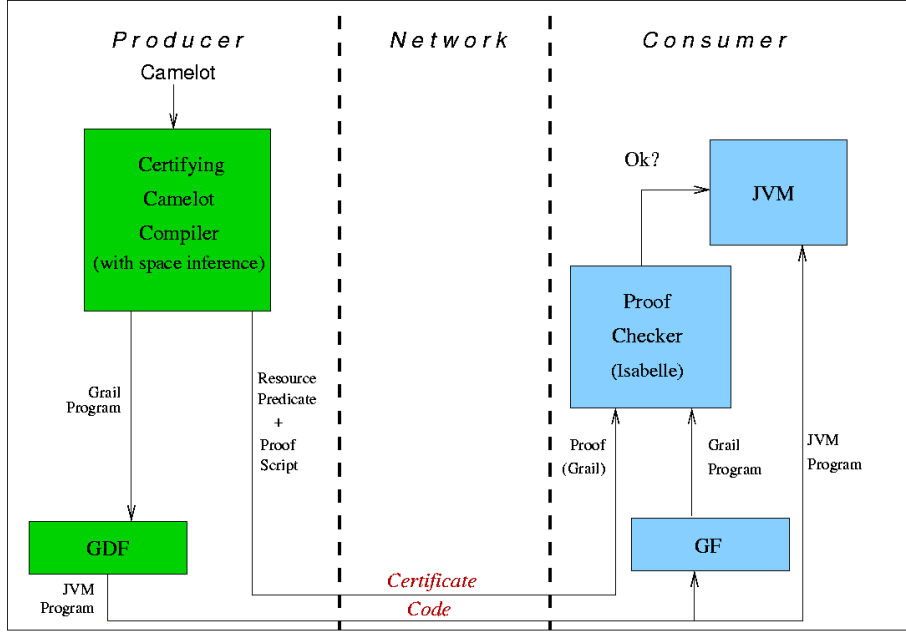 Producer
Network
Consumer
Camelot
Certifying
Camelot
Compiler
(with space inference)
Ok?
JVM
Proof
Checker
(Isabelle)
Grail
Program
Resource
Predicate
+
Proof
Script
Proof
(Grail)
Grail
Program
JVM
Program
GDF
GF
JVM
Program
Certificate
Code